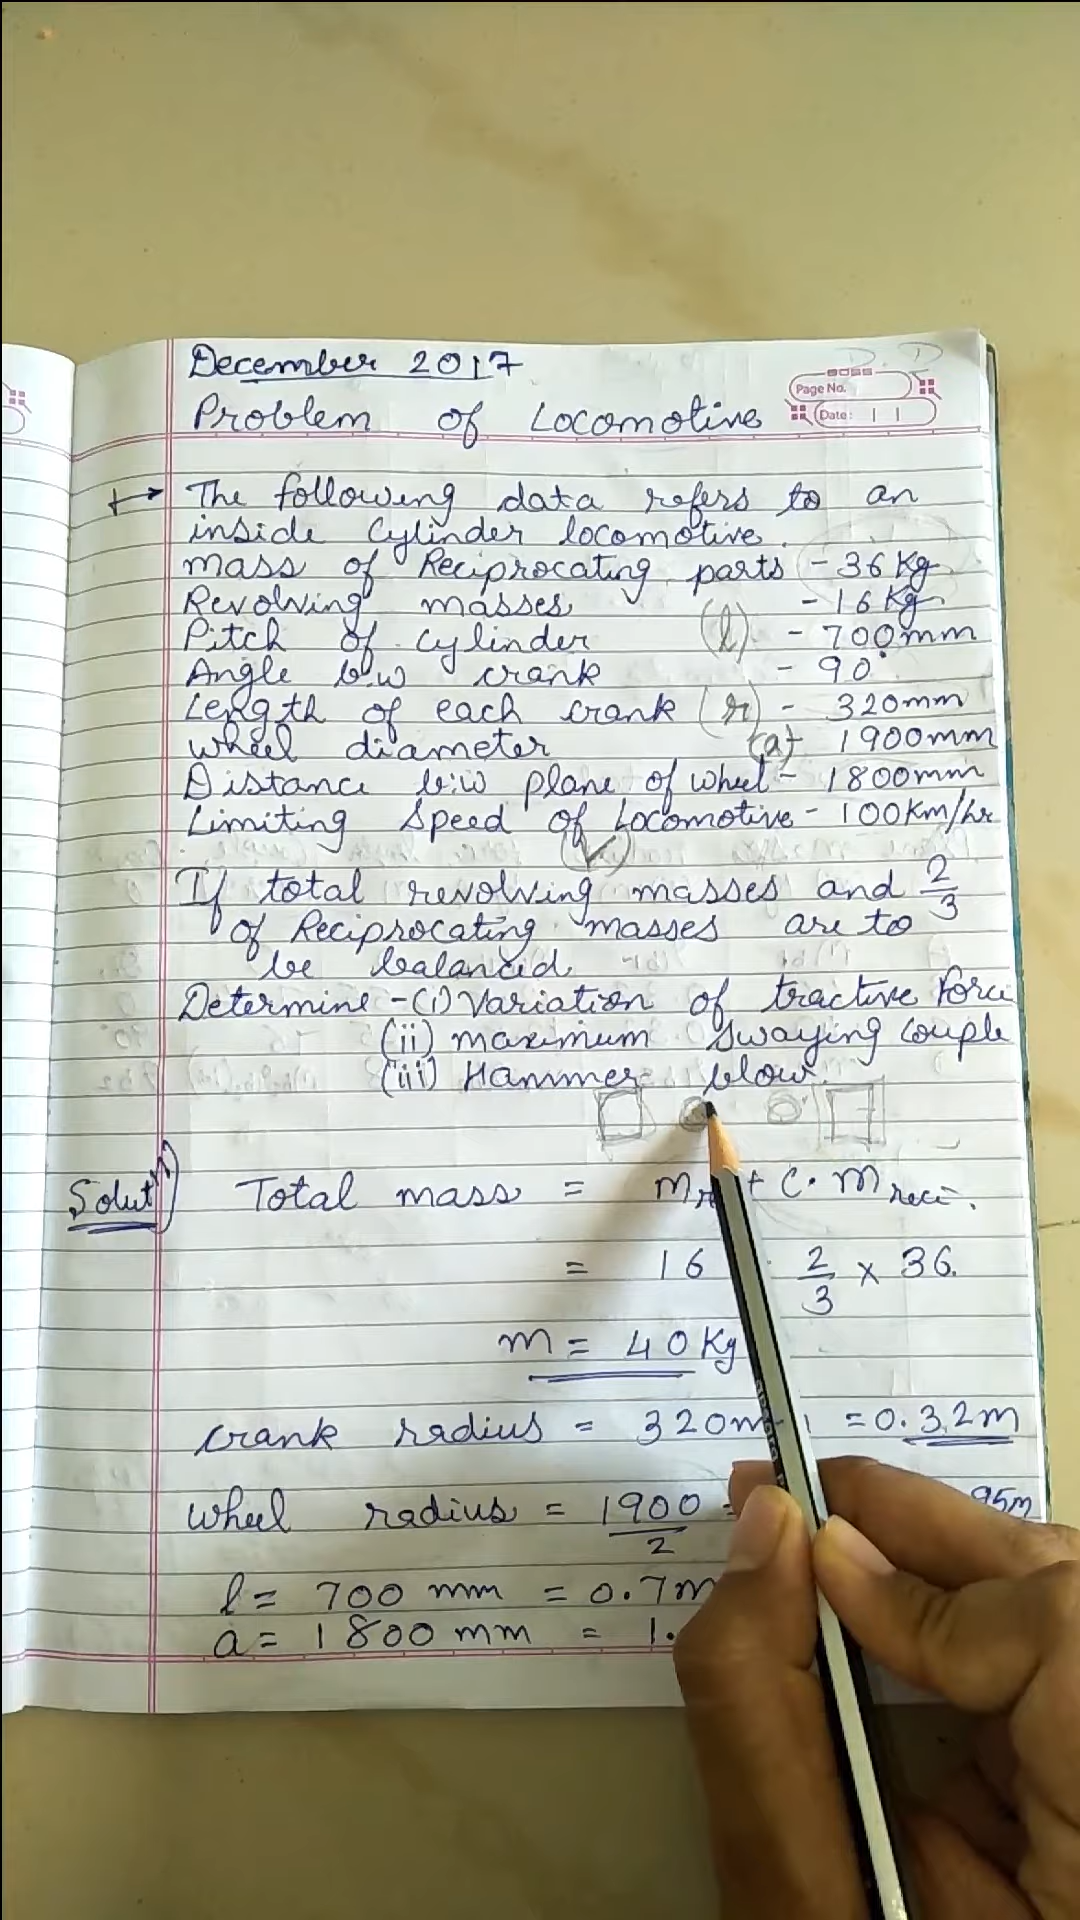 December 2017
Problem of Locomotive
Page No.
Date:
The following data refers to an
inside Cylinder locomotive.
Mass of Reciprocating parts - 36 Kg
Revolving masses - 16 Kg
Pitch of cylinder (l) - 700mm
Angle b/w crank - 90°
Length of each crank (r) - 320mm
wheel diameter 1900mm
Distance b/w plane of wheel - (a) 1800mm
Limiting Speed of Locomotive - 100Km/hr
If total revolving masses and 2/3
of Reciprocating masses are to
be balanced
Determine - (i) Variation of tractive force
(ii) maximum swaying couple
(iii) Hammer blow.
Solutn) Total mass = m + C. m reci.
= 16 2/3 x 36.
m = 40 Kg
crank radius = 320m = 0.32m
wheel radius = 1900/2 = 95m
l = 700 mm = 0.7m
a = 1800 mm = 1.